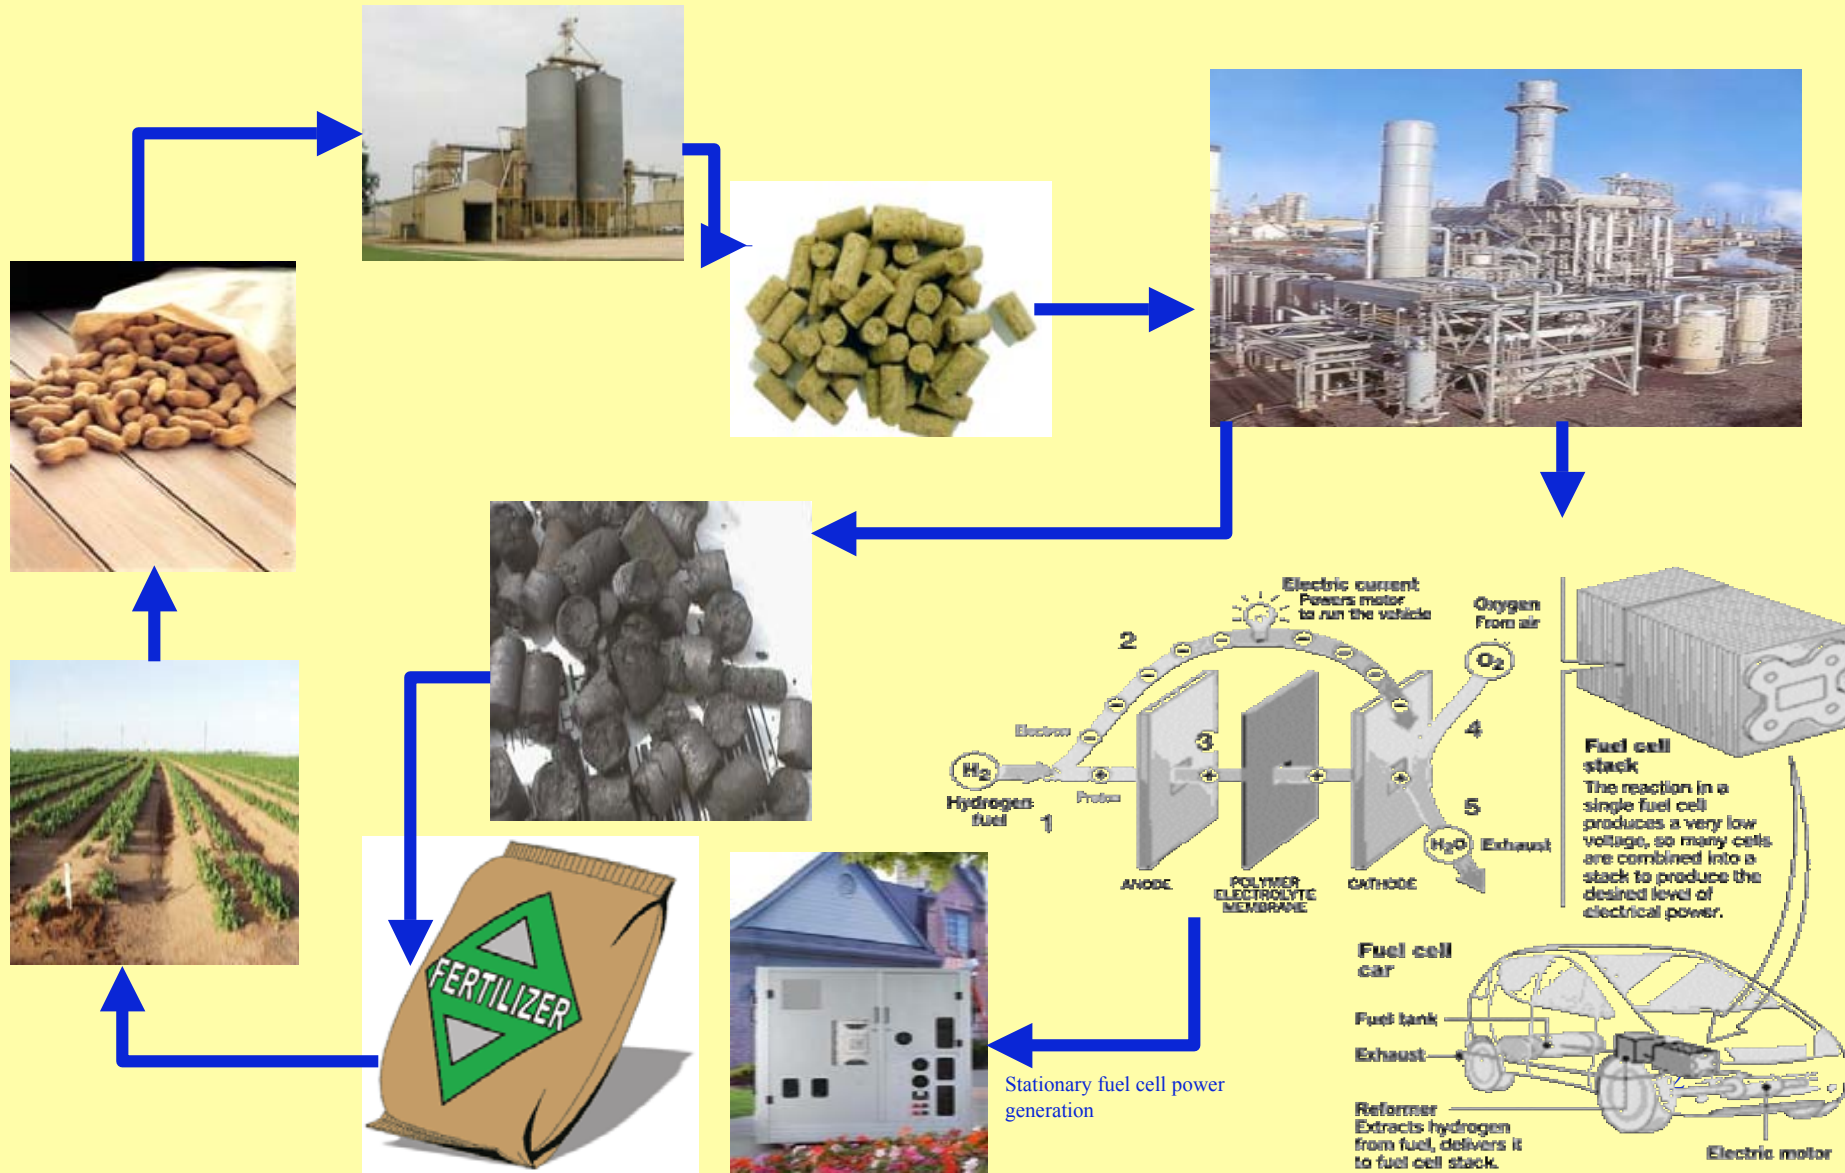 Electric current
Powers motor
to run the vehicle
Oxygen
From air
2
O2
Electron
3
4
H2
Hydrogen
fuel
1
Proton
5
H2O
Exhaust
ANODE
POLYMER
ELECTROLYTE
MEMBRANE
CATHODE
Fuel cell
stack
The reaction in a
single fuel cell
produces a very low
voltage, so many cells
are combined into a
stack to produce the
desired level of
electrical power.
FERTILIZER
Stationary fuel cell power
generation
Fuel cell
car
Fuel tank
Exhaust
Reformer
Extracts hydrogen
from fuel, delivers it
to fuel cell stack.
Electric motor